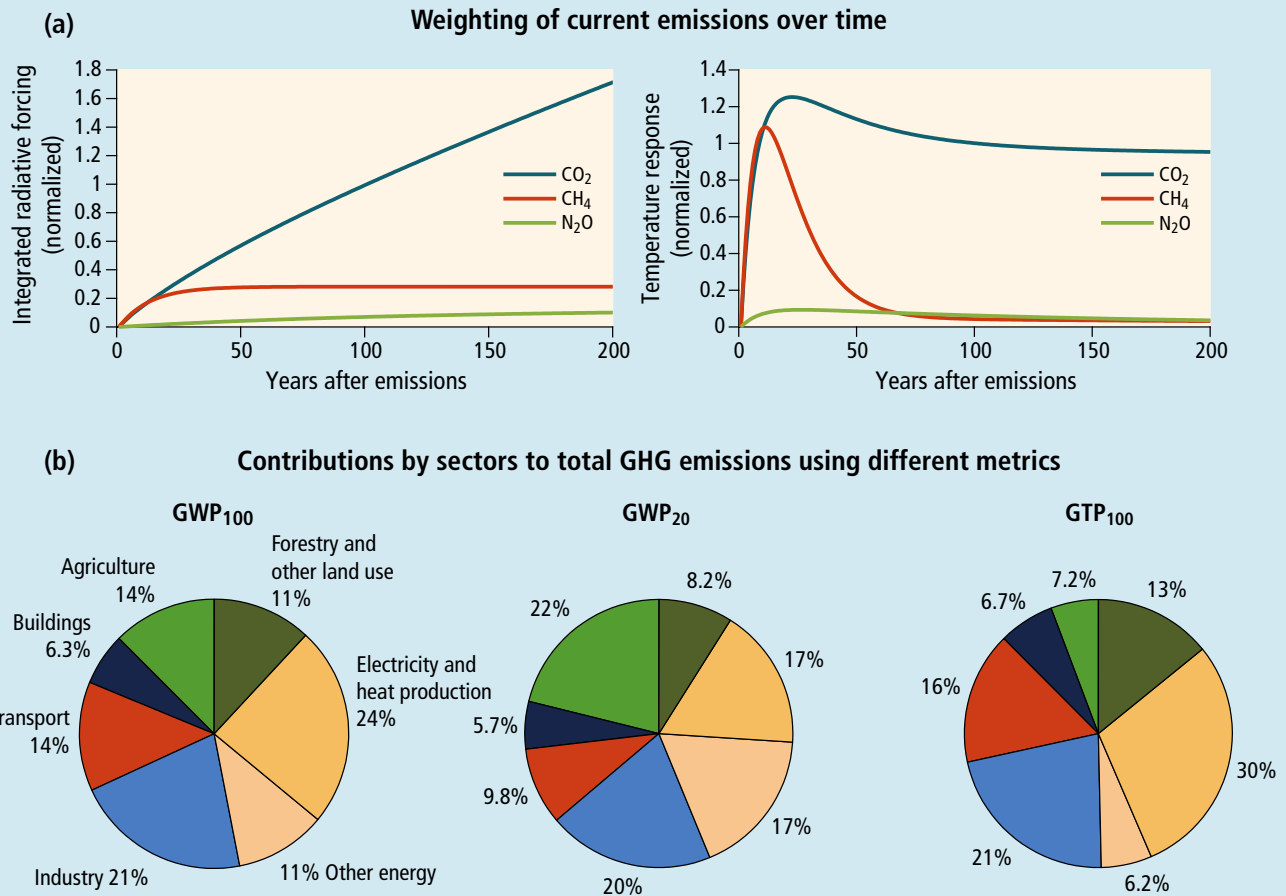 (a)
Weighting of current emissions over time
Integrated radiative forcing
(normalized)
1.8
1.6
1.4
1.2
1
0.8
0.6
0.4
0.2
0
0
50
100
150
200
Years after emissions
CO2
CH4
N2O
Temperature response
(normalized)
1.4
1.2
1
0.8
0.6
0.4
0.2
0
0
50
100
150
200
Years after emissions
CO2
CH4
N2O
(b)
Contributions by sectors to total GHG emissions using different metrics
GWP100
Forestry and
other land use
11%
Electricity and
heat production
24%
11% Other energy
Industry 21%
ransport
14%
Buildings
6.3%
Agriculture
14%
GWP20
8.2%
17%
17%
20%
9.8%
5.7%
22%
GTP100
13%
30%
6.2%
21%
16%
6.7%
7.2%